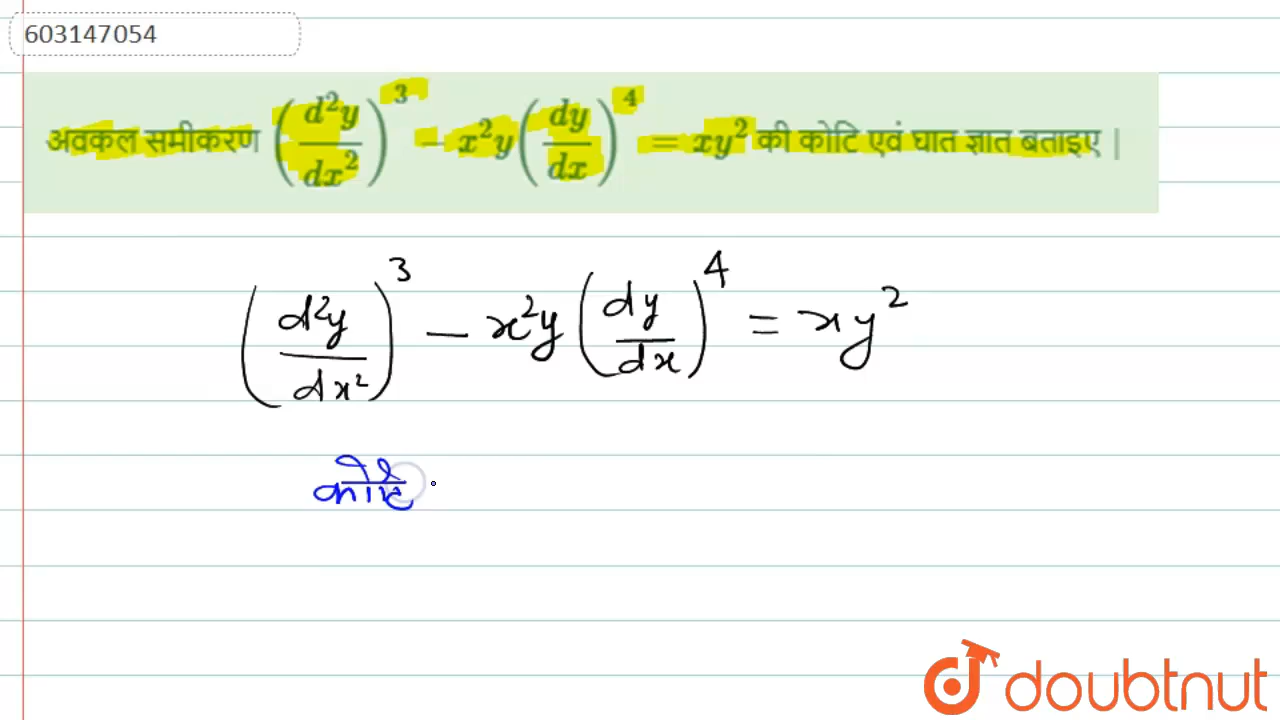 603147054
अवकल समीकरण (d²y/dx²)³ - x²y(dy/dx)⁴ = xy² की कोटि एवं घात ज्ञात बताइए |
(d²y/dx²)³ - x²y(dy/dx)⁴ = xy²
कोटि
doubtnut